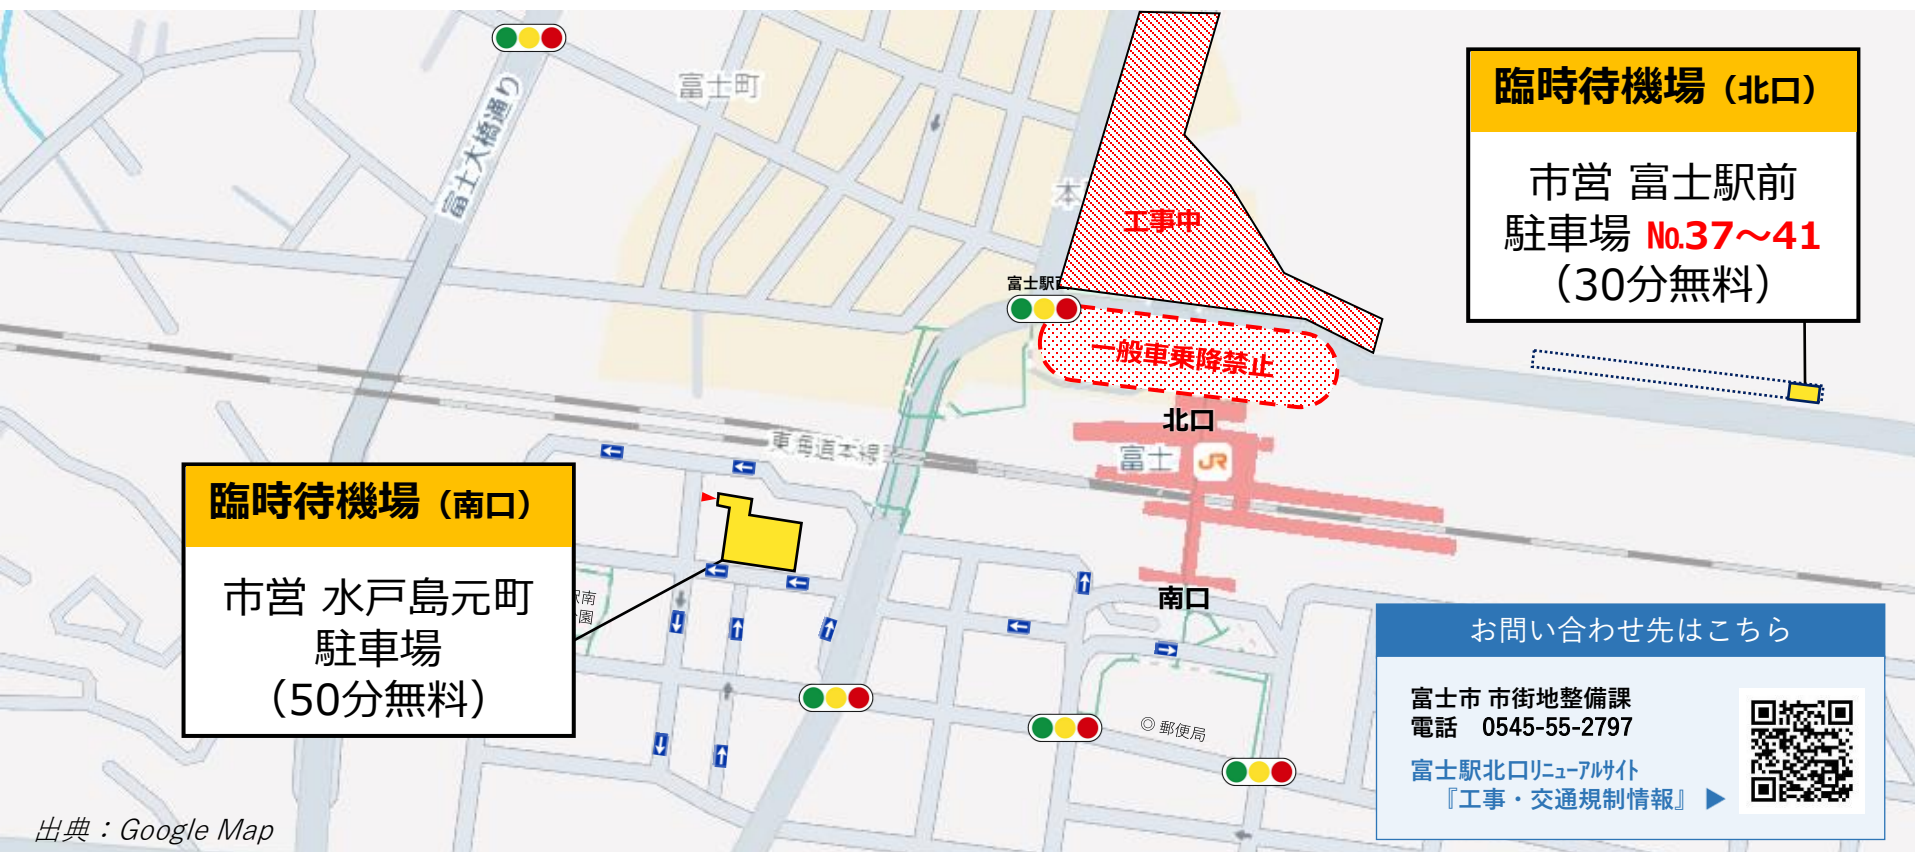 富士町
富士大橋通り
本
工事中
富士駅
一般車乗降禁止
臨時待機場（北口）
市営 富士駅前
駐車場 №37～41
（30分無料）
北口
富士
JR
東海道本線
臨時待機場（南口）
市営 水戸島元町
駐車場
（50分無料）
駅南
園
南口
◎ 郵便局
お問い合わせ先はこちら
富士市 市街地整備課
電話 0545-55-2797
富士駅北口リニューアルサイト
『工事・交通規制情報』 ▶
出典：Google Map